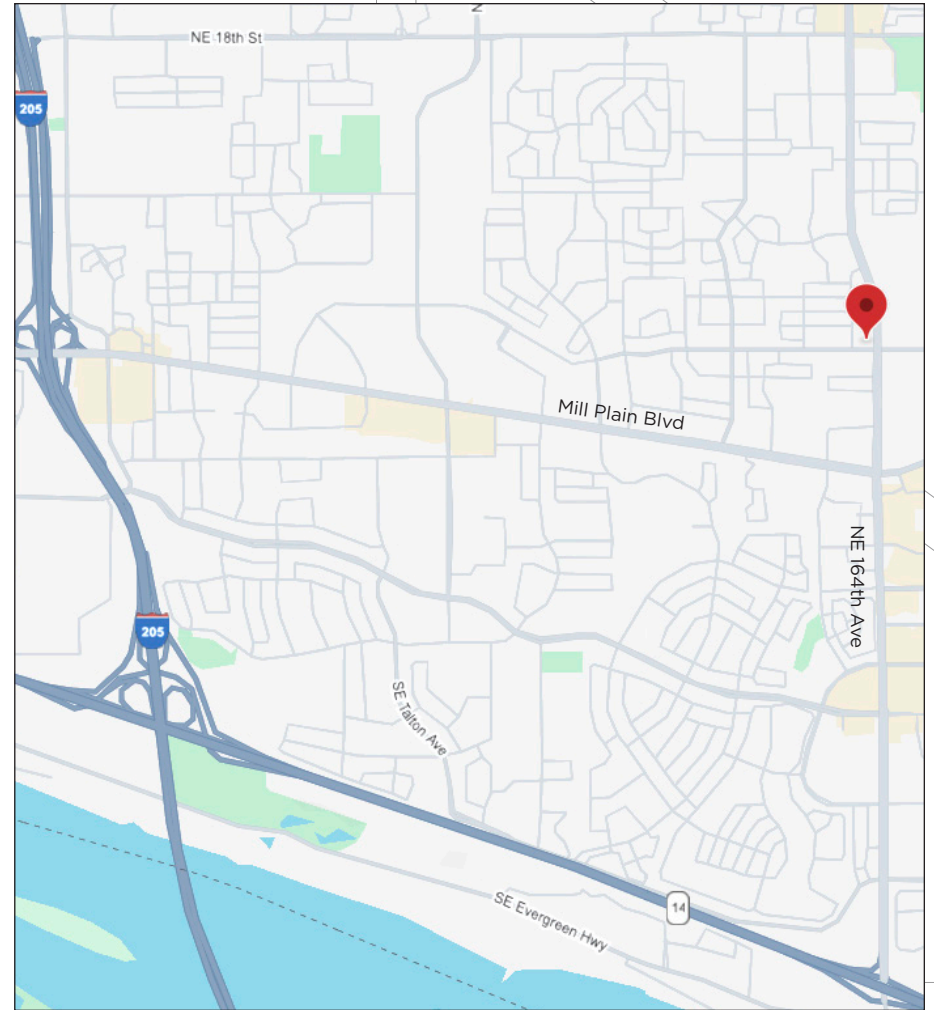 N
NE 18th St
205
Mill Plain Blvd
NE 164th Ave
205
SE Talton Ave
14
SE Evergreen Hwy